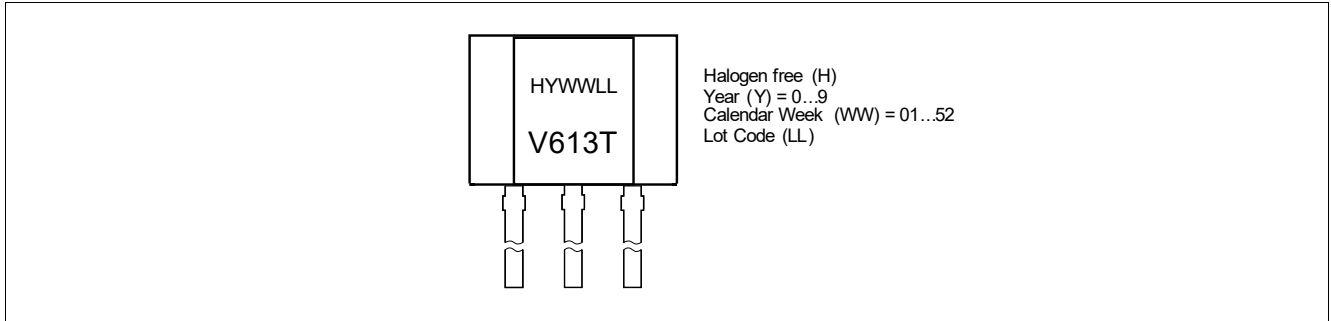 HYWWLL
V613T
Halogen free (H)
Year (Y) = 0...9
Calendar Week (WW) = 01...52
Lot Code (LL)